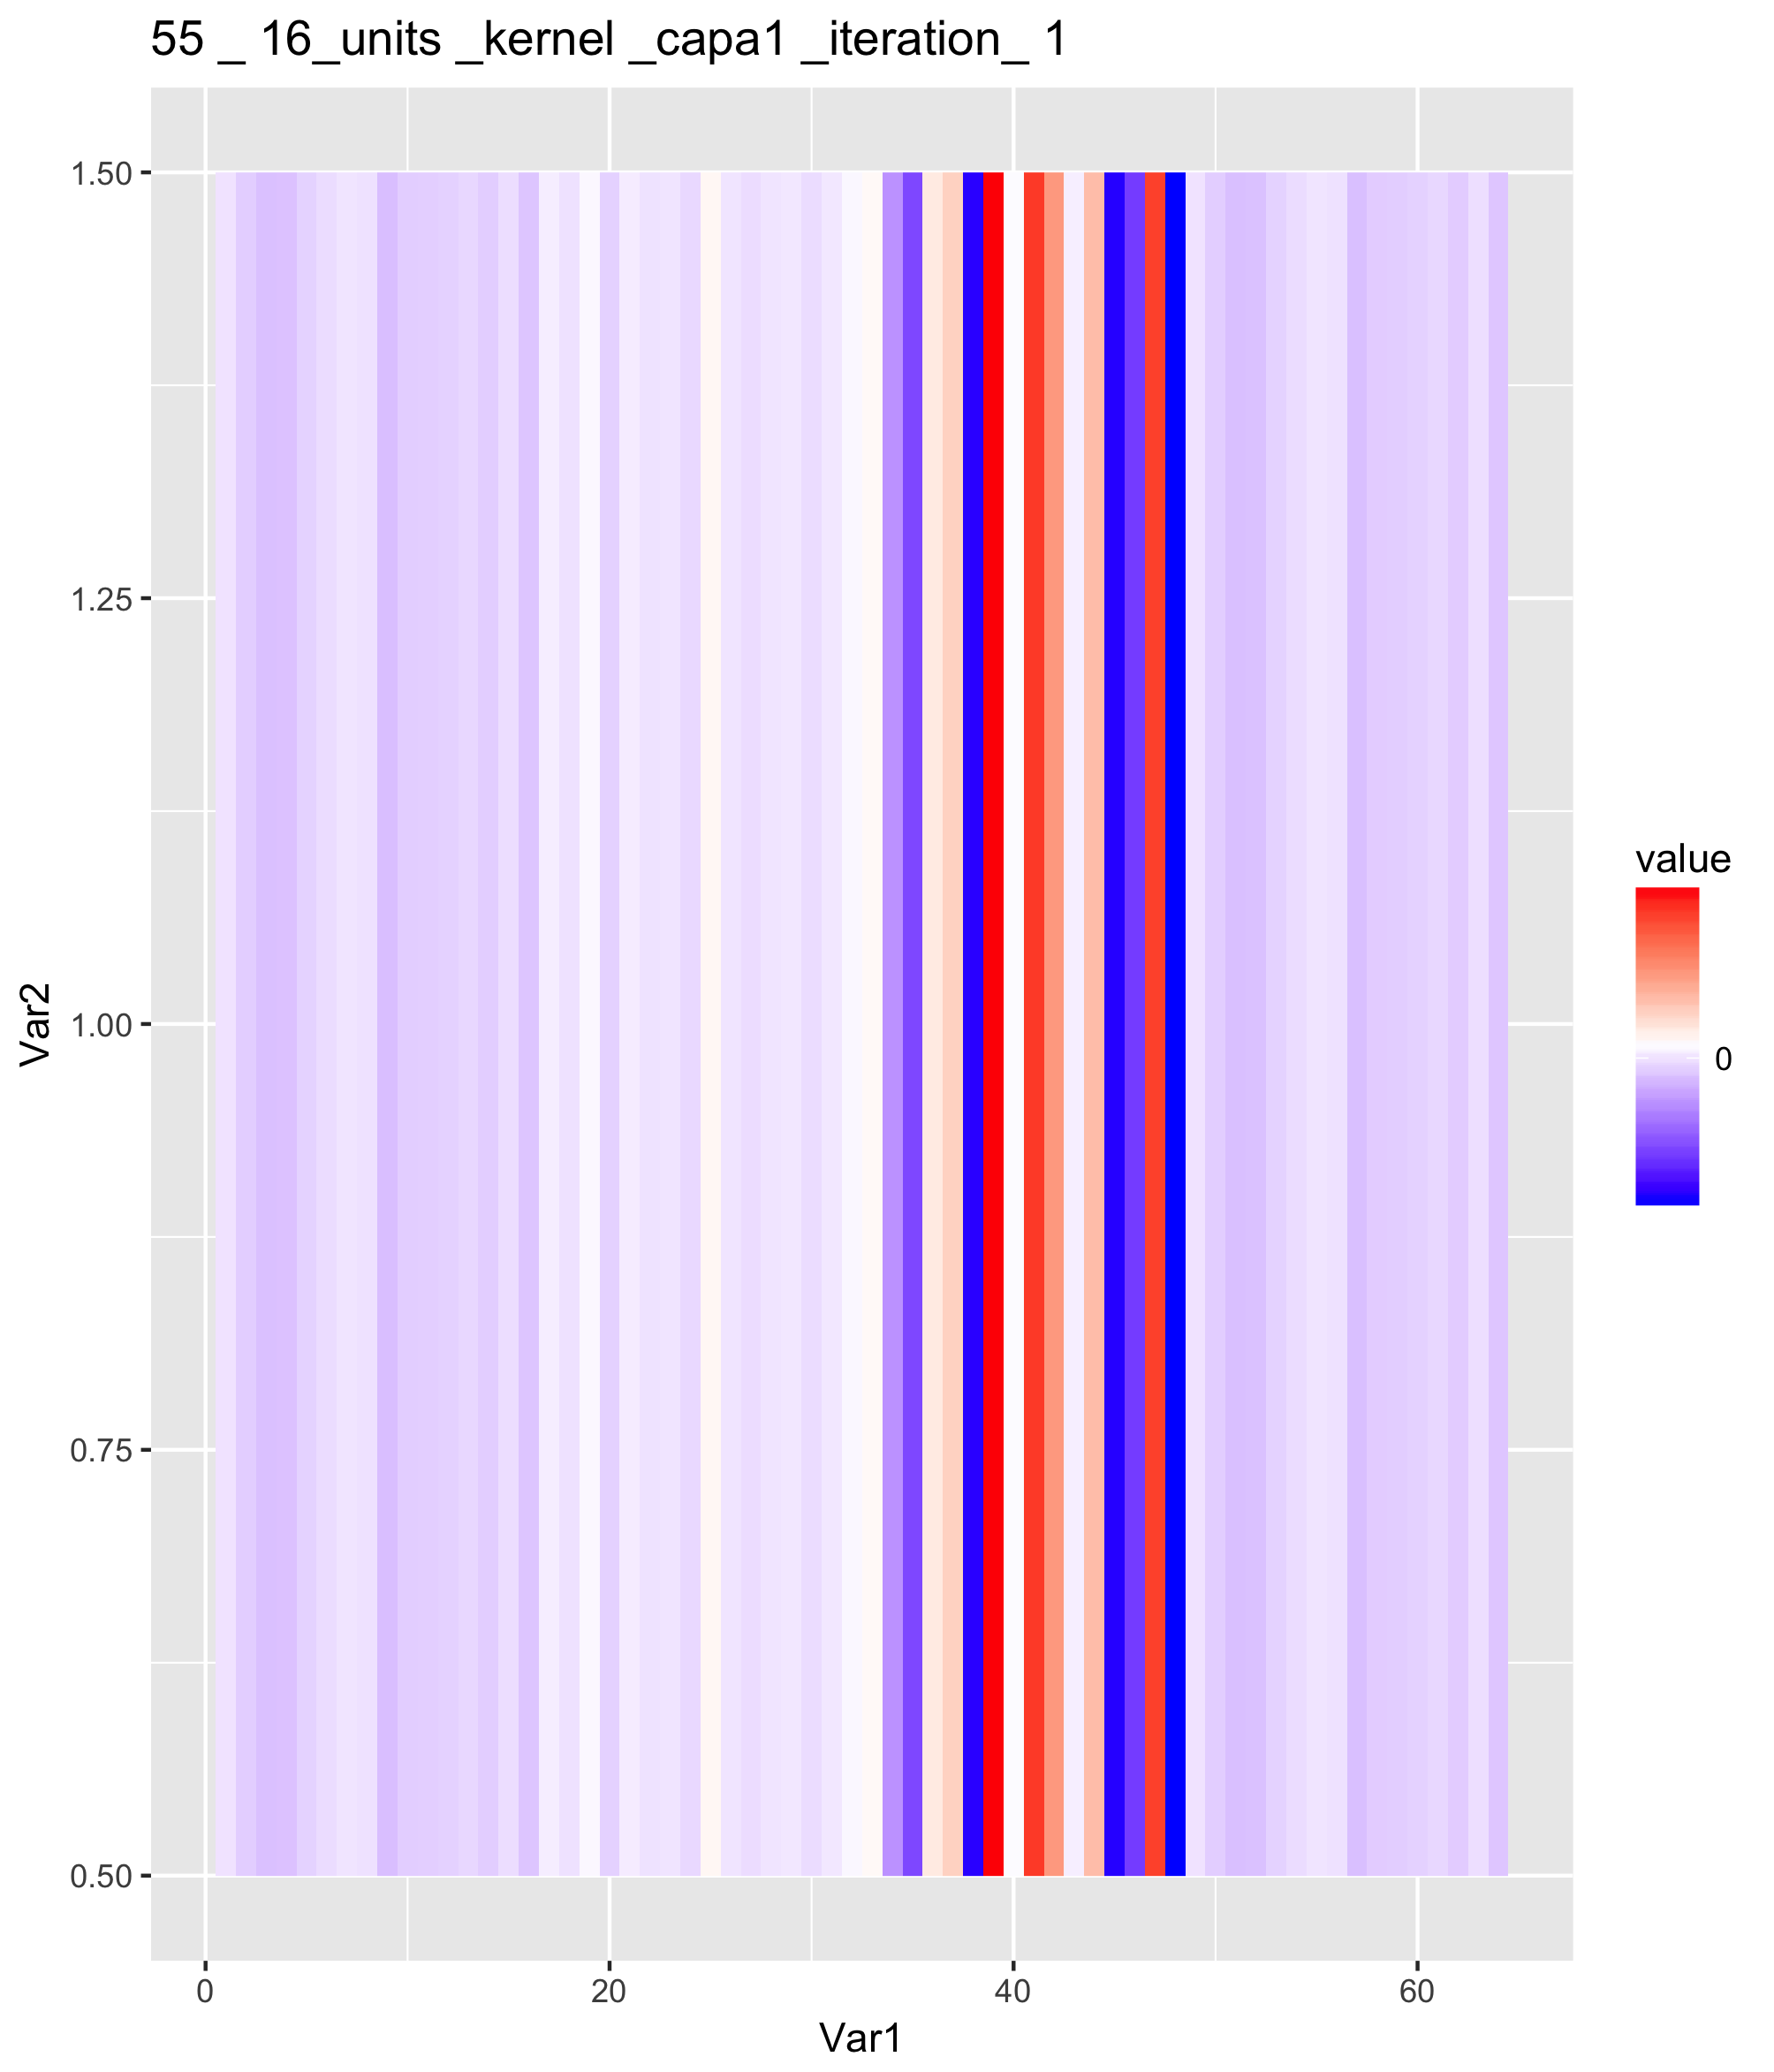 55 _ 16_units _kernel _capa1 _iteration_ 1
1.50
1.25
1.00
0.75
0.50
Var2
0
20
40
60
Var1
value
0